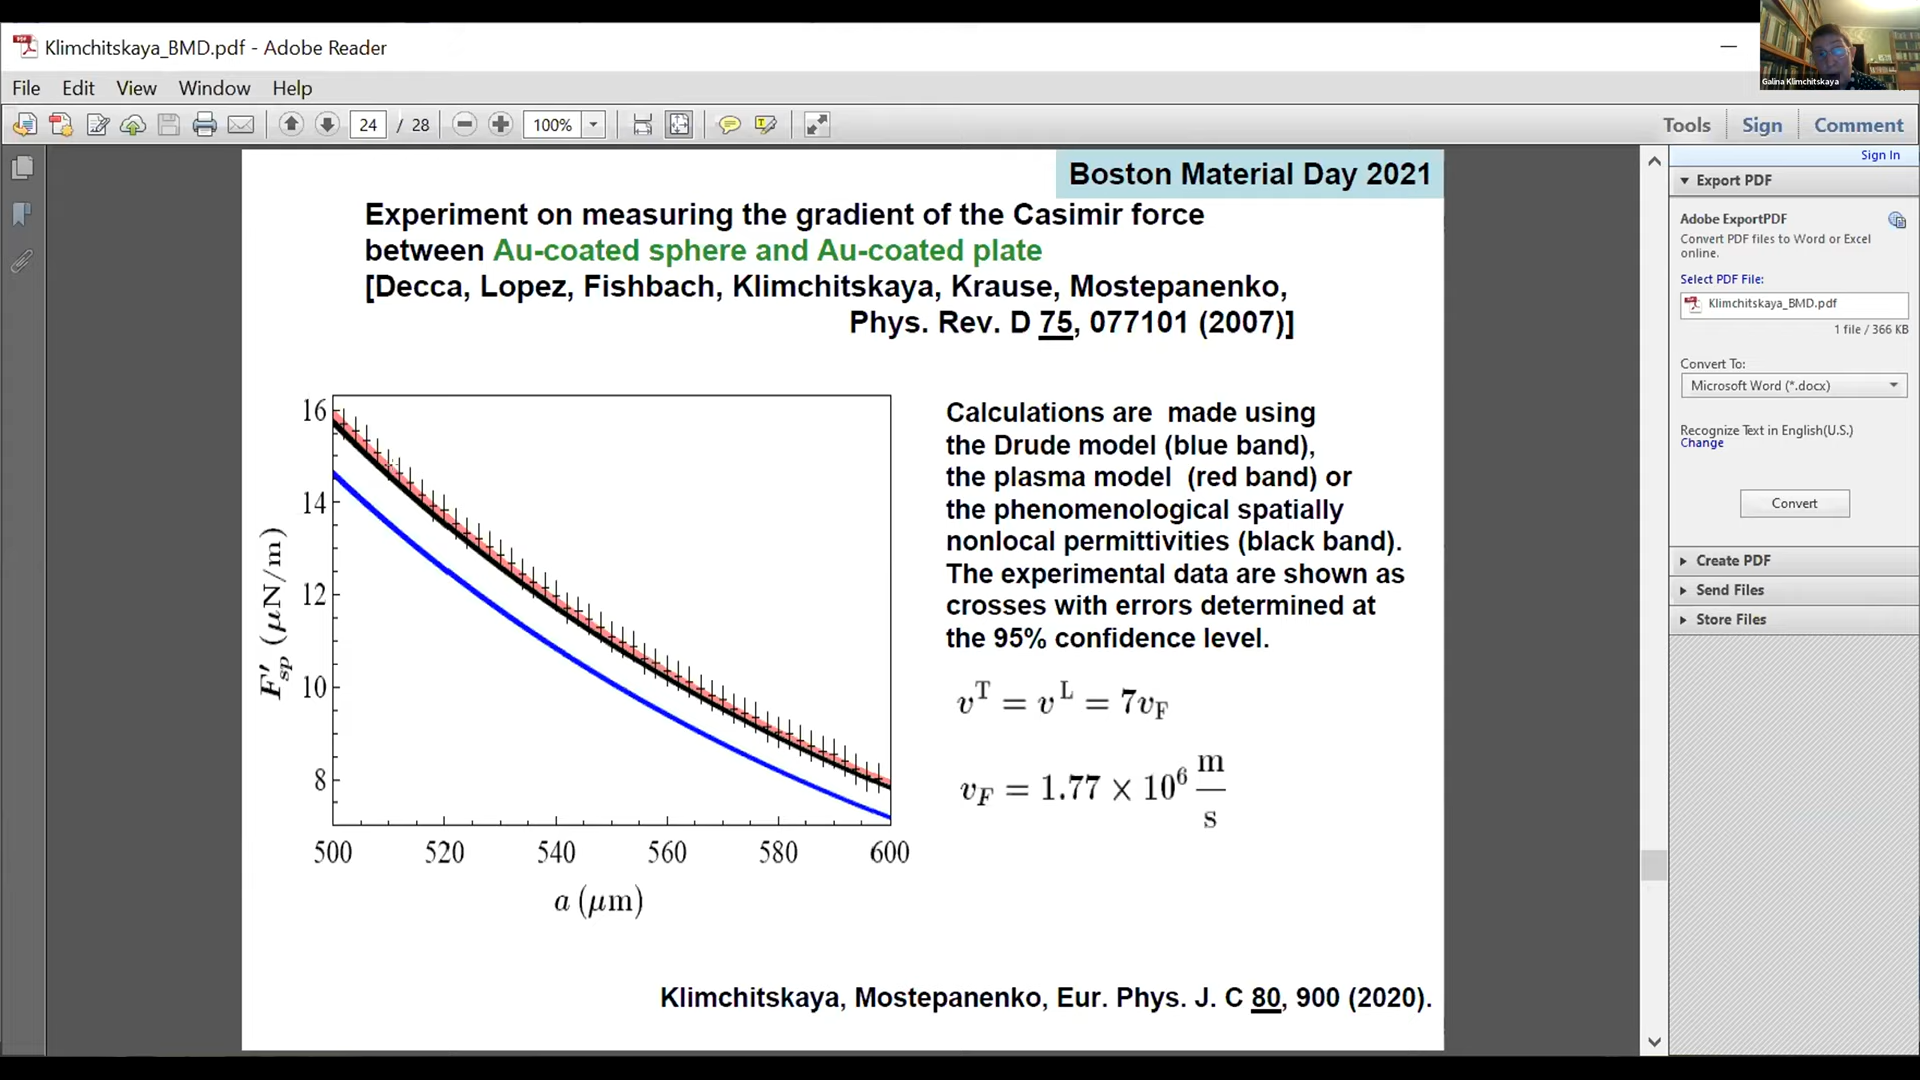 Klimchitskaya_BMD.pdf - Adobe Reader
Galina Klimchitskaya
File Edit View Window Help
24 / 28 100% Tools Sign Comment
Sign In
Export PDF
Adobe ExportPDF
Convert PDF files to Word or Excel
online.
Select PDF File:
Klimchitskaya_BMD.pdf
1 file / 366 KB
Convert To:
Microsoft Word (*.docx)
Recognize Text in English(U.S.)
Change
Convert
Create PDF
Send Files
Store Files
Boston Material Day 2021
Experiment on measuring the gradient of the Casimir force
between Au-coated sphere and Au-coated plate
[Decca, Lopez, Fishbach, Klimchitskaya, Krause, Mostepanenko,
Phys. Rev. D 75, 077101 (2007)]
16
14
12
10
8
F′sp (μN/m)
500 520 540 560 580 600
a (μm)
Calculations are made using
the Drude model (blue band),
the plasma model (red band) or
the phenomenological spatially
nonlocal permittivities (black band).
The experimental data are shown as
crosses with errors determined at
the 95% confidence level.
v^T = v^L = 7v_F
v_F = 1.77 × 10^6 m/s
Klimchitskaya, Mostepanenko, Eur. Phys. J. C 80, 900 (2020).